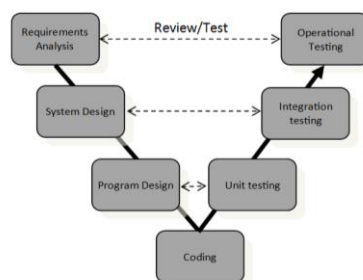 Requirements
Analysis
Review/Test
Operational
Testing
System Design
Integration
testing
Program Design
Unit testing
Coding